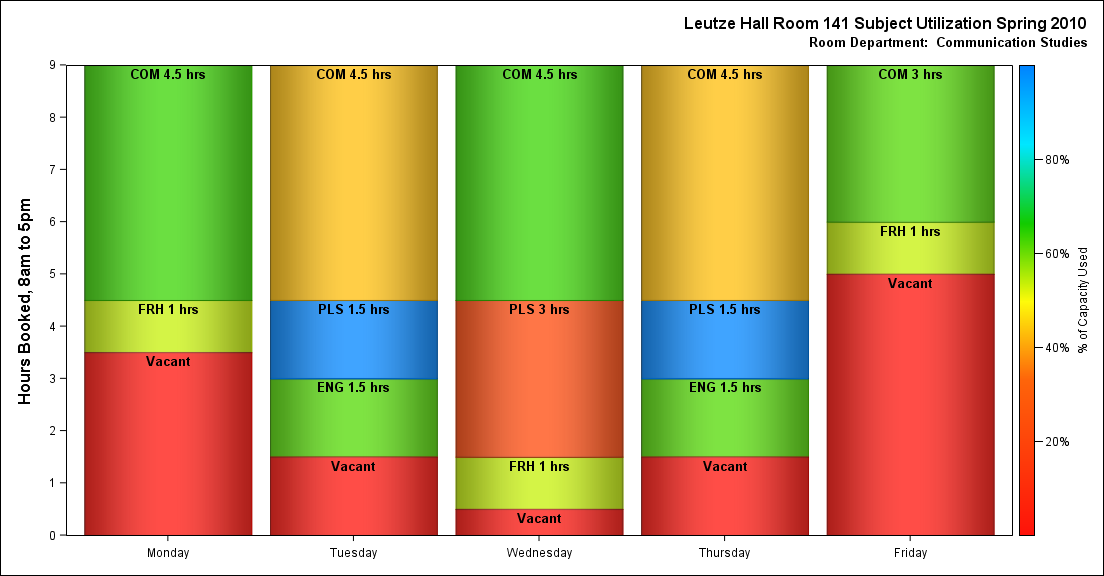 Leutze Hall Room 141 Subject Utilization Spring 2010
Room Department:  Communication Studies
Hours Booked, 8am to 5pm
9
8
7
6
5
4
3
2
1
0
COM 4.5 hrs
FRH 1 hrs
Vacant
COM 4.5 hrs
PLS 1.5 hrs
ENG 1.5 hrs
Vacant
COM 4.5 hrs
PLS 3 hrs
FRH 1 hrs
Vacant
COM 4.5 hrs
PLS 1.5 hrs
ENG 1.5 hrs
Vacant
COM 3 hrs
FRH 1 hrs
Vacant
Monday
Tuesday
Wednesday
Thursday
Friday
80%
60%
40%
20%
% of Capacity Used